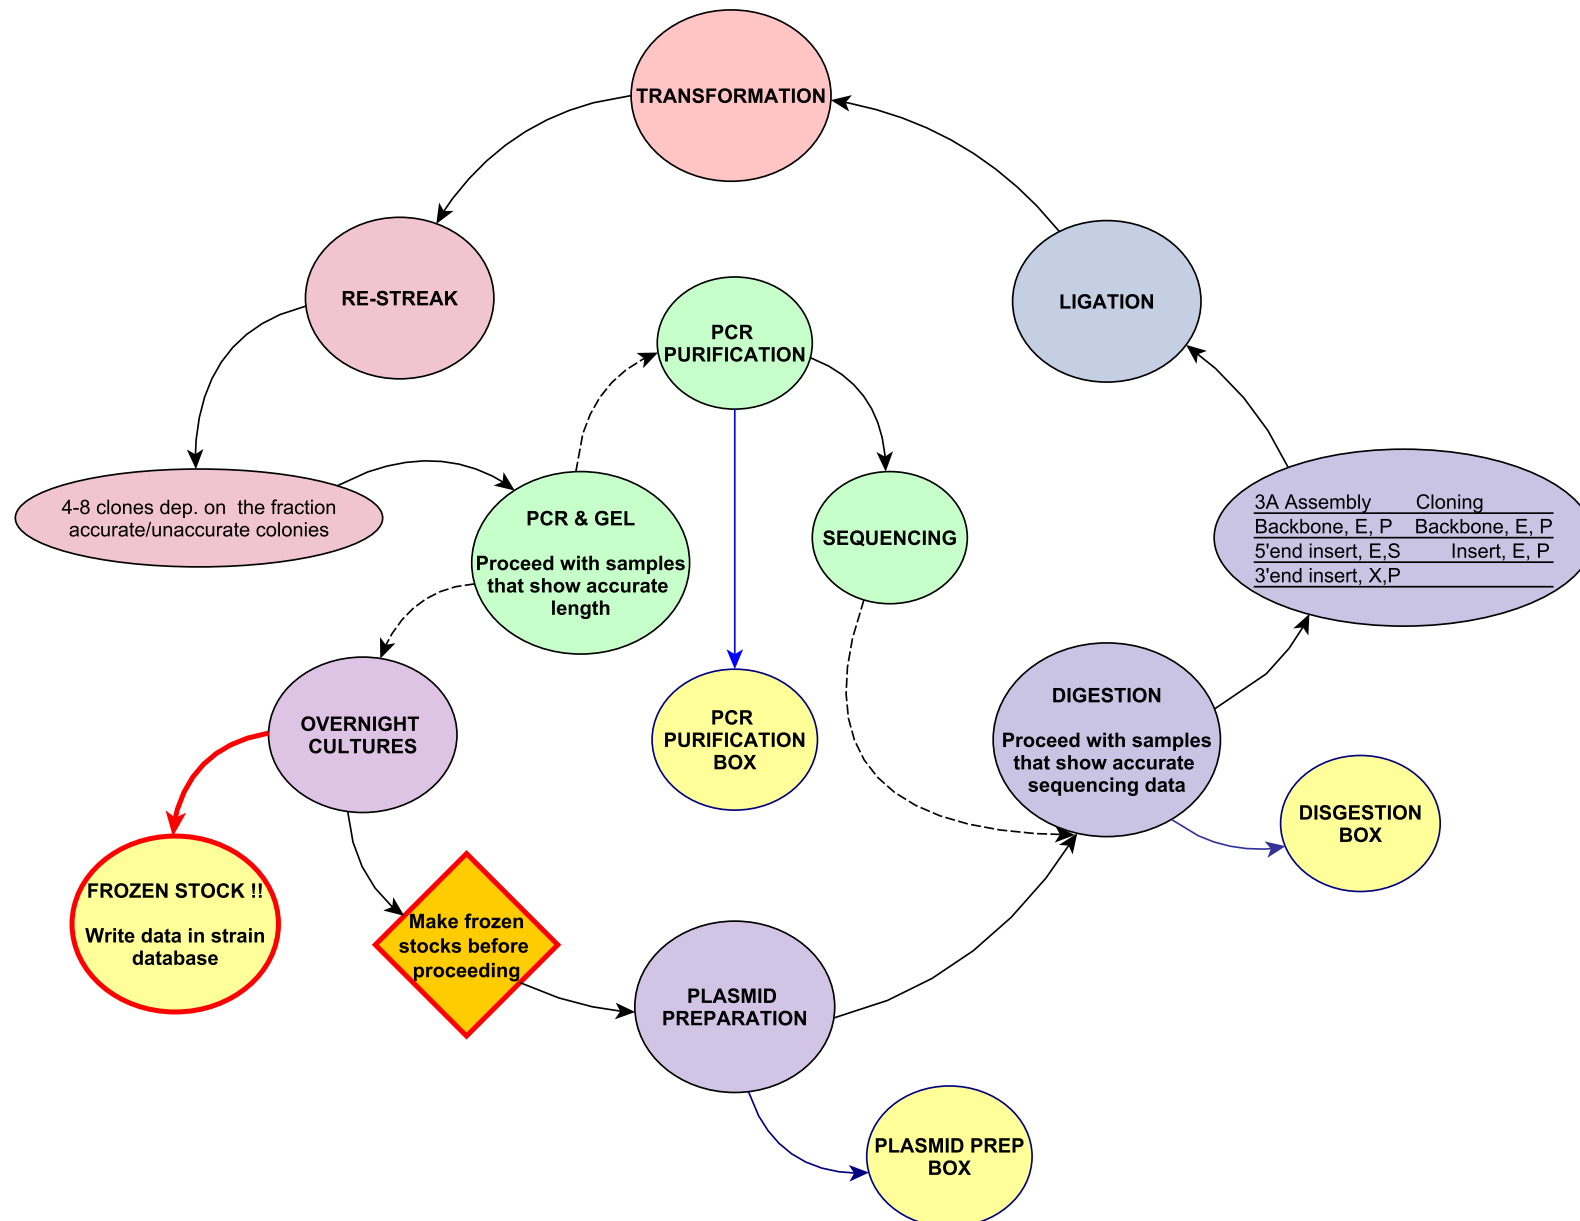 TRANSFORMATION
RE-STREAK
PCR
PURIFICATION
LIGATION
4-8 clones dep. on  the fraction
accurate/unaccurate colonies
PCR & GEL
Proceed with samples
that show accurate
length
SEQUENCING
3A Assembly Cloning
Backbone, E, P Backbone, E, P
5'end insert, E,S Insert, E, P
3'end insert, X,P
OVERNIGHT
CULTURES
PCR
PURIFICATION
BOX
DIGESTION
Proceed with samples
that show accurate
sequencing data
DISGESTION
BOX
FROZEN STOCK !!
Write data in strain
database
Make frozen
stocks before
proceeding
PLASMID
PREPARATION
PLASMID PREP
BOX